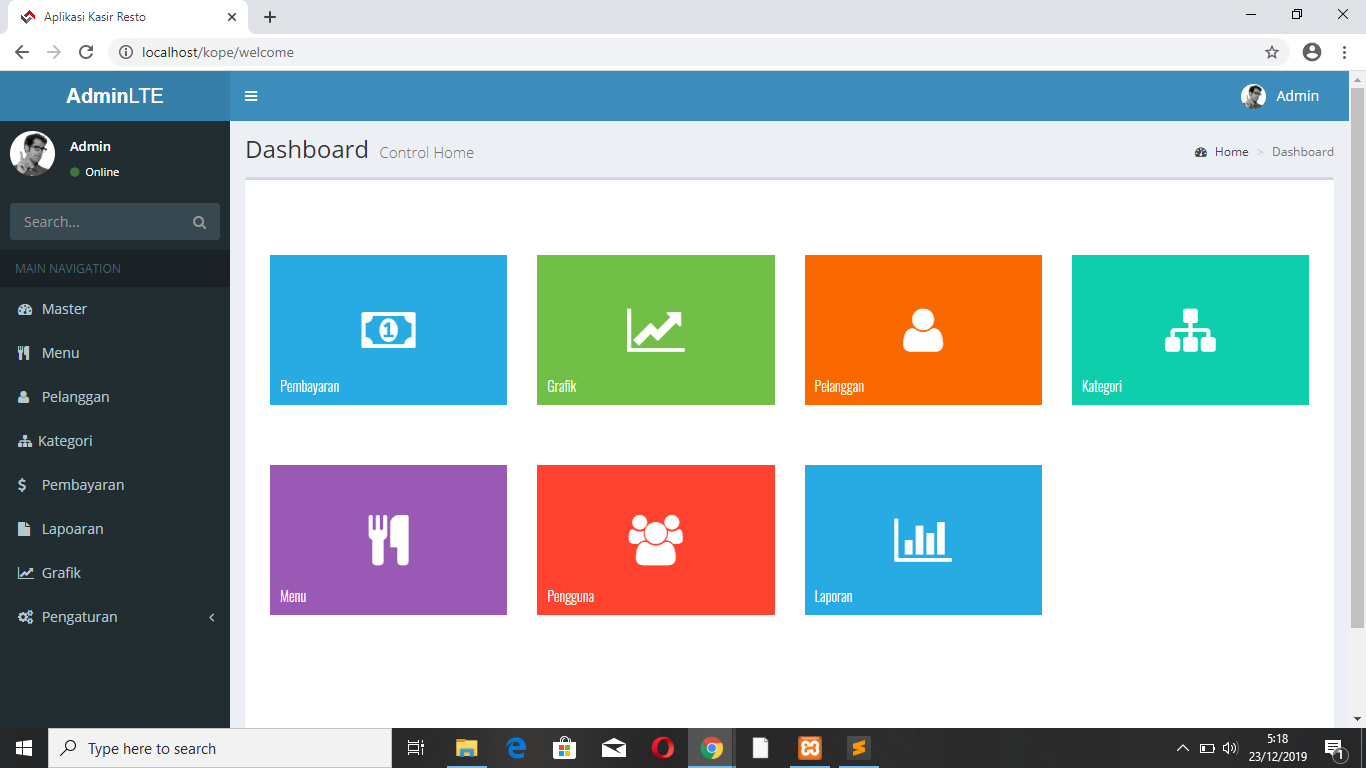 Aplikasi Kasir Resto
localhost/kope/welcome
AdminLTE
Admin
Admin
Online
Search...
MAIN NAVIGATION
Master
Menu
Pelanggan
Kategori
Pembayaran
Lapoaran
Grafik
Pengaturan
Dashboard Control Home
Home > Dashboard
Pembayaran
Grafik
Pelanggan
Kategori
Menu
Pengguna
Laporan
Type here to search
5:18
23/12/2019
1